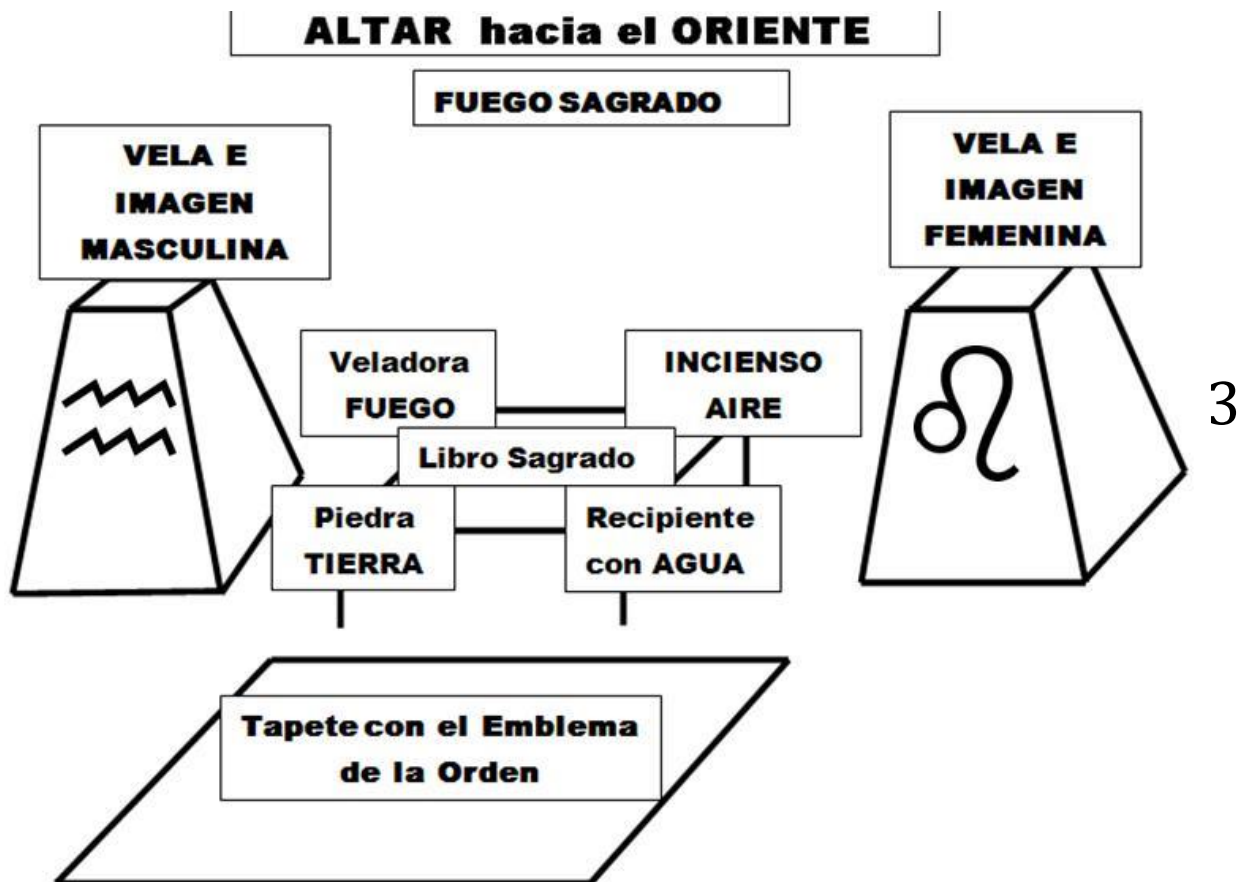 ALTAR hacia el ORIENTE
FUEGO SAGRADO
VELA E
IMAGEN
MASCULINA
VELA E
IMAGEN
FEMENINA
Veladora
FUEGO
INCIENSO
AIRE
Libro Sagrado
Piedra
TIERRA
Recipiente
con AGUA
3
Tapete con el Emblema
de la Orden